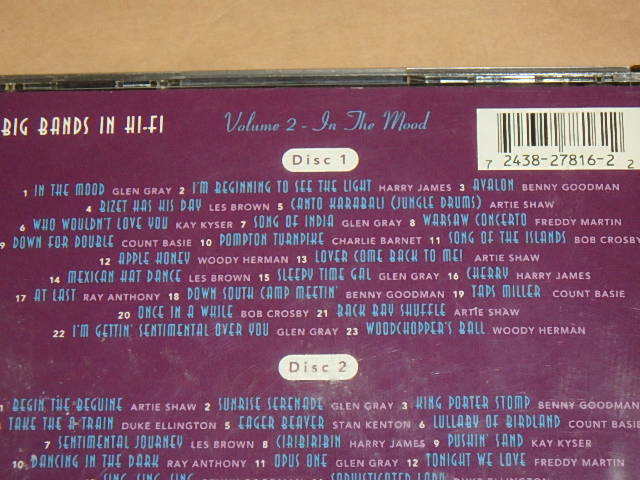 BIG BANDS IN HI-FI Volume 2 - In The Mood
7 2438-27816-2 2
Disc 1
1 IN THE MOOD GLEN GRAY 2 I'M BEGINNING TO SEE THE LIGHT HARRY JAMES 3 AVALON BENNY GOODMAN
4 BIZET HAS HIS DAY LES BROWN 5 CANTO KARABALI (JUNGLE DRUMS) ARTIE SHAW
6 WHO WOULDN'T LOVE YOU KAY KYSER 7 SONG OF INDIA GLEN GRAY 8 WARSAW CONCERTO FREDDY MARTIN
9 DOWN FOR DOUBLE COUNT BASIE 10 POMPTON TURNPIKE CHARLIE BARNET 11 SONG OF THE ISLANDS BOB CROSBY
12 APPLE HONEY WOODY HERMAN 13 LOVER COME BACK TO ME! ARTIE SHAW
14 MEXICAN HAT DANCE LES BROWN 15 SLEEPY TIME GAL GLEN GRAY 16 CHERRY HARRY JAMES
17 AT LAST RAY ANTHONY 18 DOWN SOUTH CAMP MEETIN' BENNY GOODMAN 19 TAPS MILLER COUNT BASIE
20 ONCE IN A WHILE BOB CROSBY 21 BACK BAY SHUFFLE ARTIE SHAW
22 I'M GETTIN' SENTIMENTAL OVER YOU GLEN GRAY 23 WOODCHOPPER'S BALL WOODY HERMAN
Disc 2
1 BEGIN THE BEGUINE ARTIE SHAW 2 SUNRISE SERENADE GLEN GRAY 3 KING PORTER STOMP BENNY GOODMAN
TAKE THE A-TRAIN DUKE ELLINGTON 5 EAGER BEAVER STAN KENTON 6 LULLABY OF BIRDLAND COUNT BASIE
7 SENTIMENTAL JOURNEY LES BROWN 8 CIRIBIRIBIN HARRY JAMES 9 PUSHIN' SAND KAY KYSER
10 DANCING IN THE DARK RAY ANTHONY 11 OPUS ONE GLEN GRAY 12 TONIGHT WE LOVE FREDDY MARTIN
SING, SING, SING BENNY GOODMAN SOPHISTICATED LADY DUKE ELLINGTON